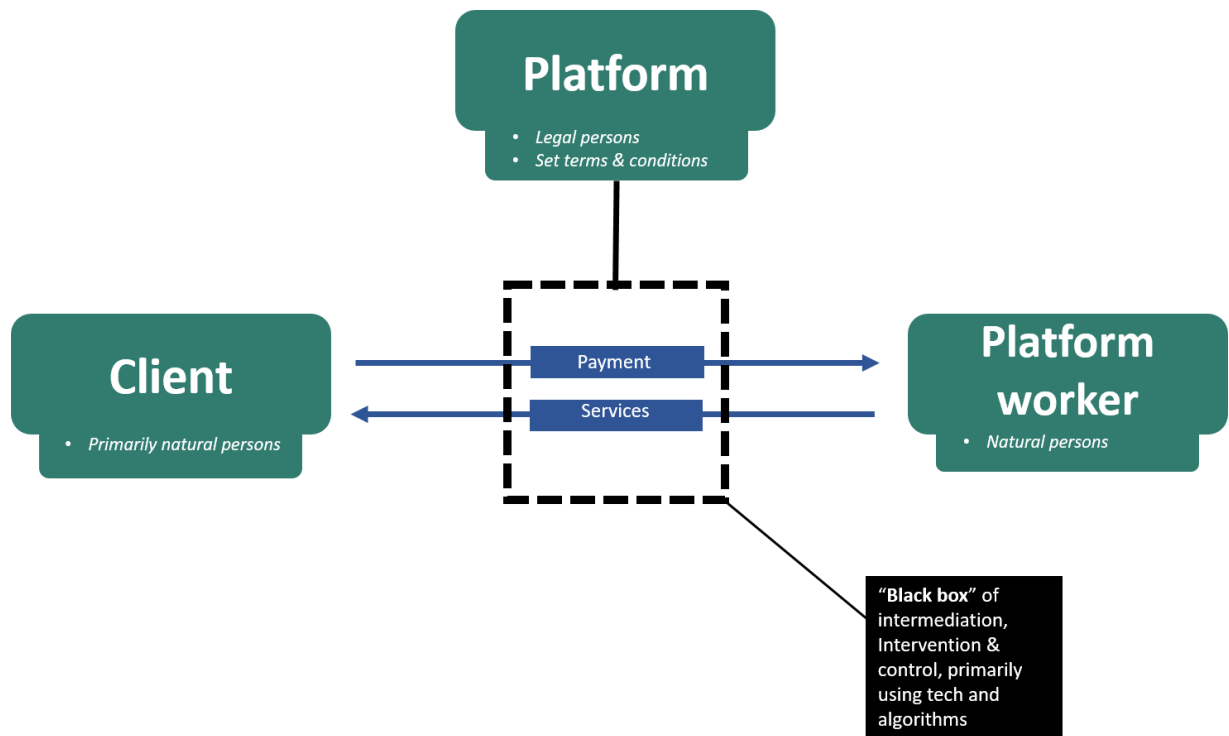 Platform
• Legal persons
• Set terms & conditions
Client
• Primarily natural persons
Payment
Services
Platform
worker
• Natural persons
“Black box” of
intermediation,
Intervention &
control, primarily
using tech and
algorithms